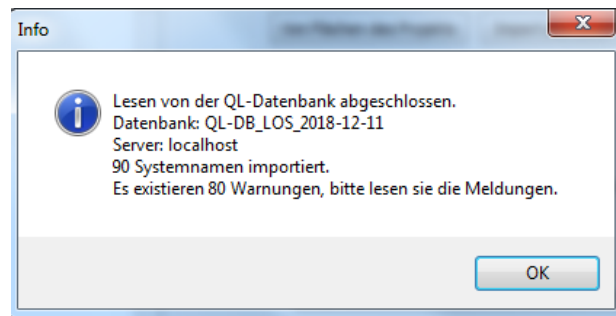 Info
Lesen von der QL-Datenbank abgeschlossen.
Datenbank: QL-DB_LOS_2018-12-11
Server: localhost
90 Systemnamen importiert.
Es existieren 80 Warnungen, bitte lesen sie die Meldungen.
OK